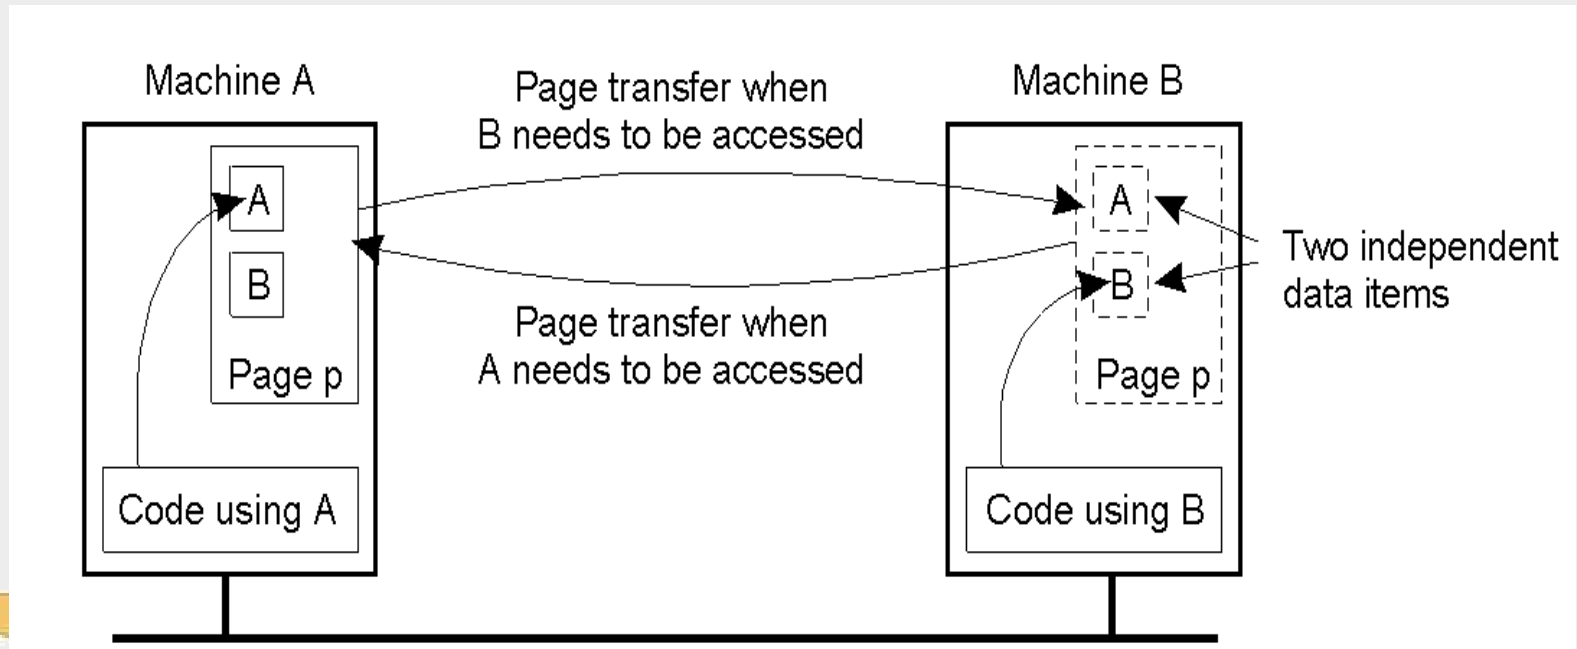 Machine A
Page transfer when
B needs to be accessed
Machine B
A
B
Page p
Code using A
Page transfer when
A needs to be accessed
A
B
Page p
Code using B
Two independent
data items